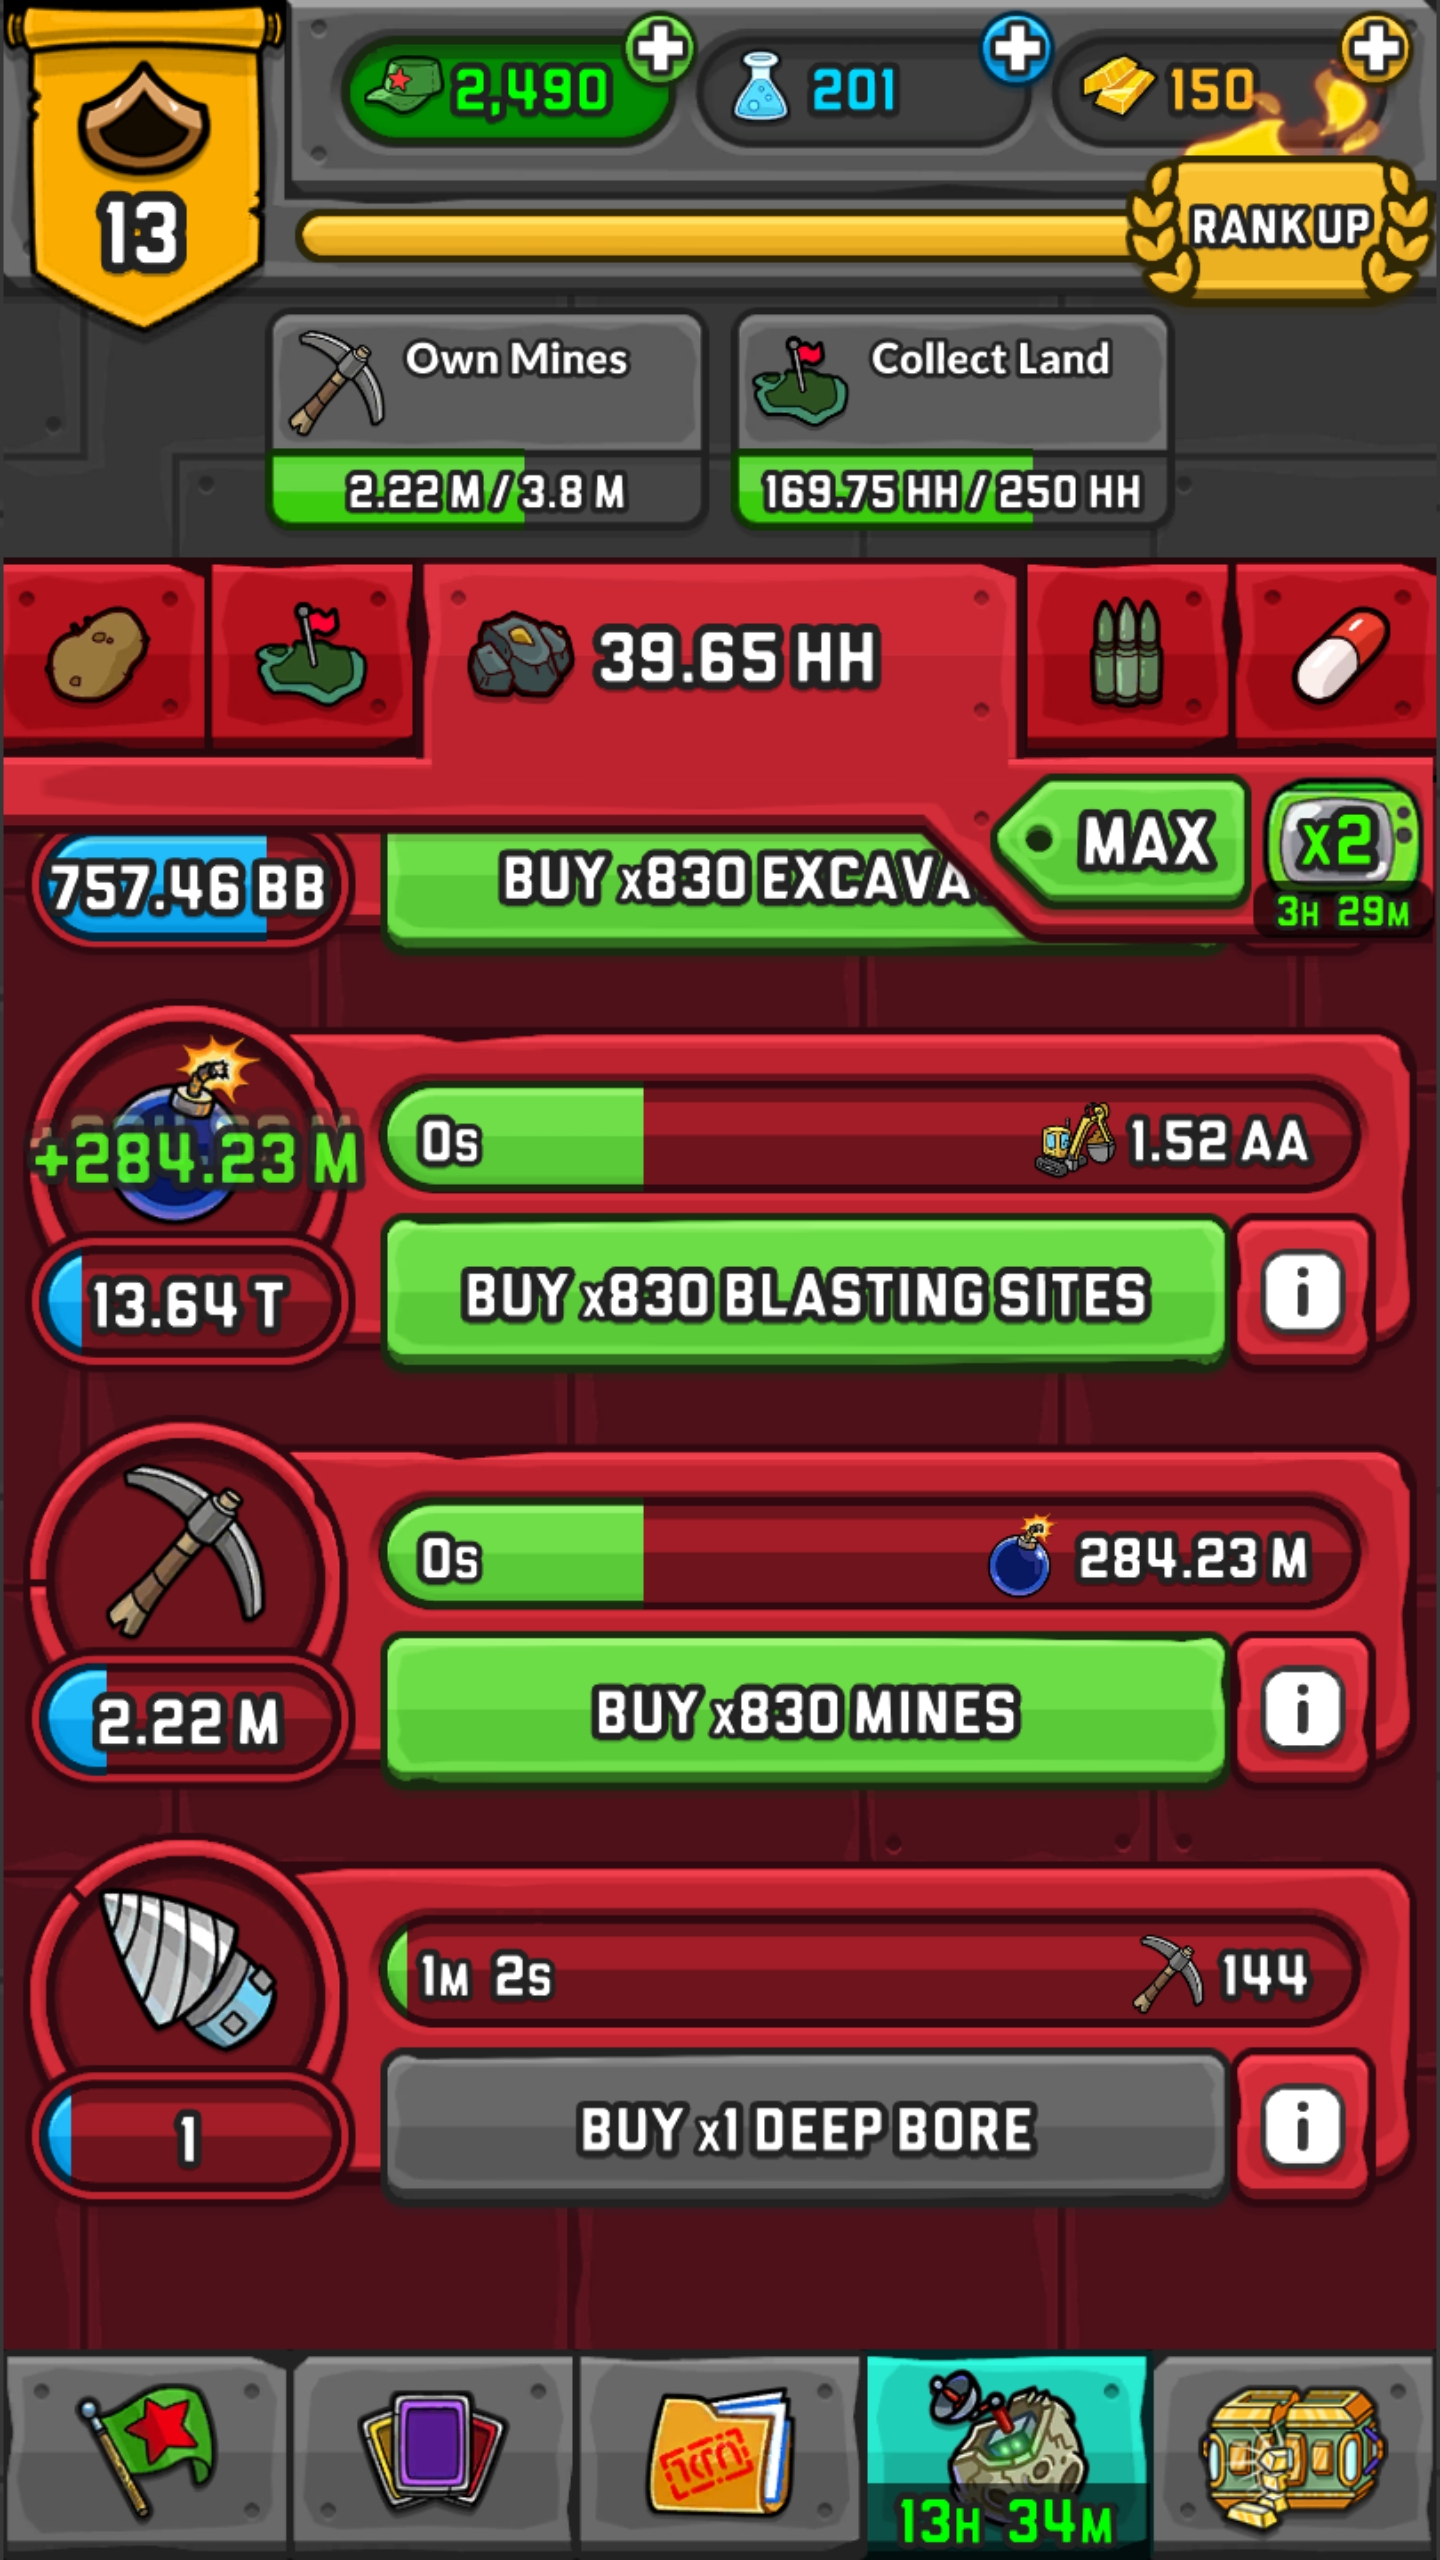 2,490
201
150
13
RANK UP
Own Mines
Collect Land
2.22 M / 3.8 M
169.75 HH / 250 HH
39.65 HH
MAX
x2
3H 29M
757.46 BB
BUY x830 EXCAVA
+284.23 M
0s
1.52 AA
13.64 T
BUY x830 BLASTING SITES
i
0s
284.23 M
2.22 M
BUY x830 MINES
i
1M 2s
144
1
BUY x1 DEEP BORE
i
13H 34M